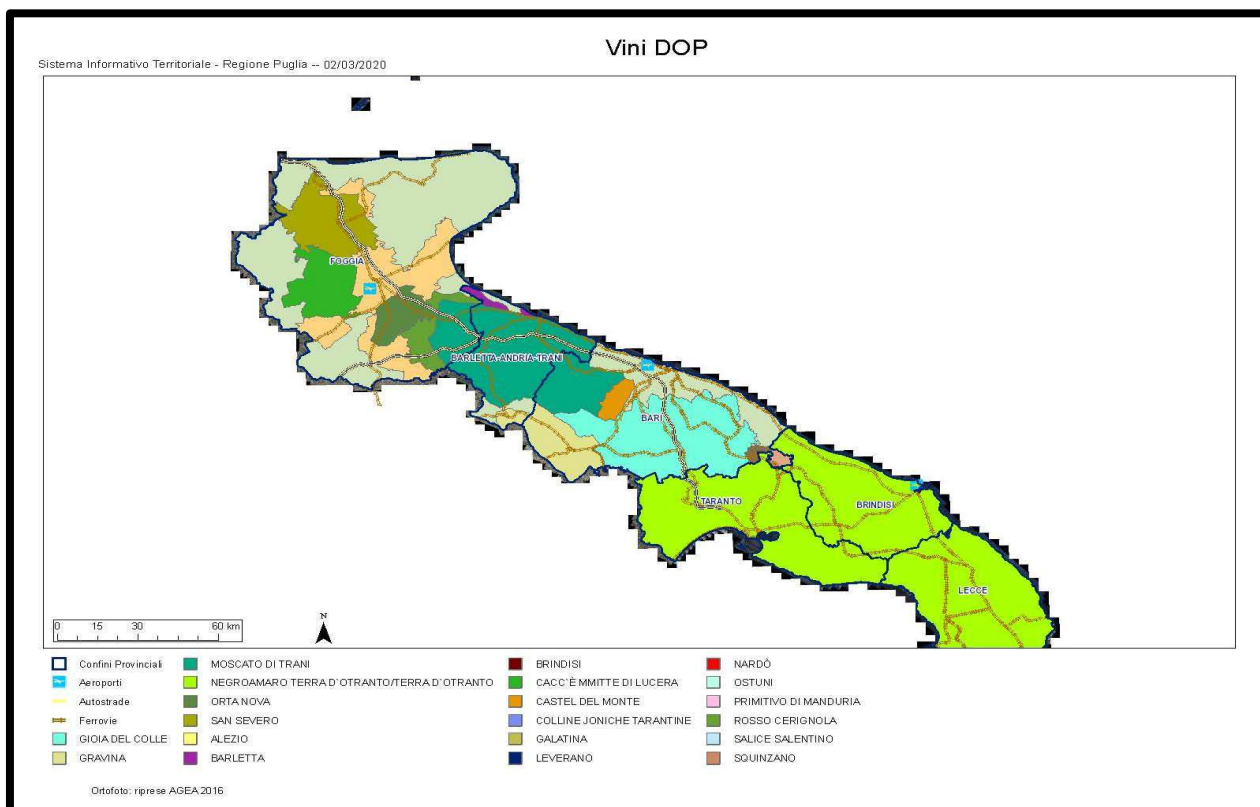 Vini DOP
Sistema Informativo Territoriale - Regione Puglia -- 02/03/2020
FOGGIA
BARLETTA-ANDRIA-TRANI
BARI
TARANTO
BRINDISI
LECCE
0 15 30 60 km
N
Confini Provinciali
Aeroporti
Autostrade
Ferrovie
GIOIA DEL COLLE
GRAVINA
MOSCATO DI TRANI
NEGROAMARO TERRA D'OTRANTO/TERRA D'OTRANTO
ORTA NOVA
SAN SEVERO
ALEZIO
BARLETTA
BRINDISI
CACC'È MMITTE DI LUCERA
CASTEL DEL MONTE
COLLINE JONICHE TARANTINE
GALATINA
LEVERANO
NARDÒ
OSTUNI
PRIMITIVO DI MANDURIA
ROSSO CERIGNOLA
SALICE SALENTINO
SQUINZANO
Ortofoto: riprese AGEA 2016